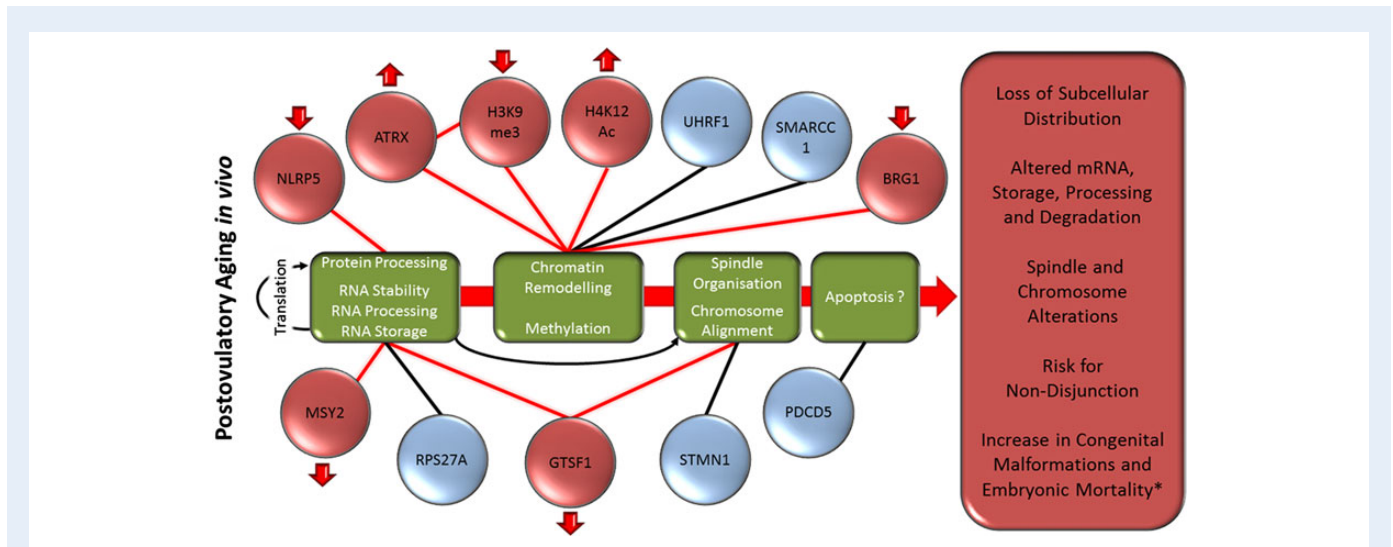 Postovulatory Aging in vivo
NLRP5
ATRX
H3K9
me3
H4K12
Ac
UHRF1
SMARCC
1
BRG1
Translation
Protein Processing
RNA Stability
RNA Processing
RNA Storage
Chromatin
Remodelling
Methylation
Spindle
Organisation
Chromosome
Alignment
Apoptosis ?
MSY2
RPS27A
GTSF1
STMN1
PDCD5
Loss of Subcellular
Distribution
Altered mRNA,
Storage, Processing
and Degradation
Spindle and
Chromosome
Alterations
Risk for
Non-Disjunction
Increase in Congenital
Malformations and
Embryonic Mortality*